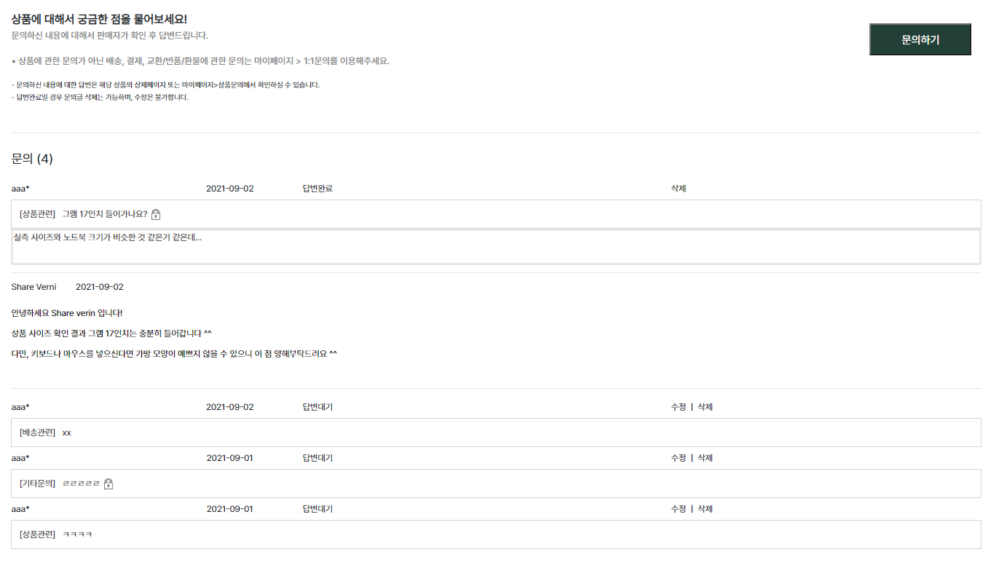 상품에 대해서 궁금한 점을 물어보세요!
문의하신 내용에 대해서 판매자가 확인 후 답변드립니다.
문의하기
• 상품에 관한 문의가 아닌 배송, 결제, 교환/반품/환불에 관한 문의는 마이페이지 > 1:1문의를 이용해주세요.
- 문의하신 내용에 대한 답변은 해당 상품의 상세페이지 또는 마이페이지>상품문의에서 확인하실 수 있습니다.
- 답변완료일 경우 문의글 삭제는 가능하며, 수정은 불가합니다.
문의 (4)
aaa* 2021-09-02 답변완료 삭제
[상품관련] 그램 17인치 들어가나요?
실측 사이즈와 노트북 크기가 비슷한 것 같은거 같은데...
Share Verni 2021-09-02
안녕하세요 Share verin 입니다!
상품 사이즈 확인 결과 그램 17인치는 충분히 들어갑니다 ^^
다만, 키보드나 마우스를 넣으신다면 가방 모양이 예쁘지 않을 수 있으니 이 점 양해부탁드려요 ^^
aaa* 2021-09-02 답변대기 수정 | 삭제
[배송관련] xx
aaa* 2021-09-01 답변대기 수정 | 삭제
[기타문의] ㄹㄹㄹㄹㄹ
aaa* 2021-09-01 답변대기 수정 | 삭제
[상품관련] ㅋㅋㅋㅋ